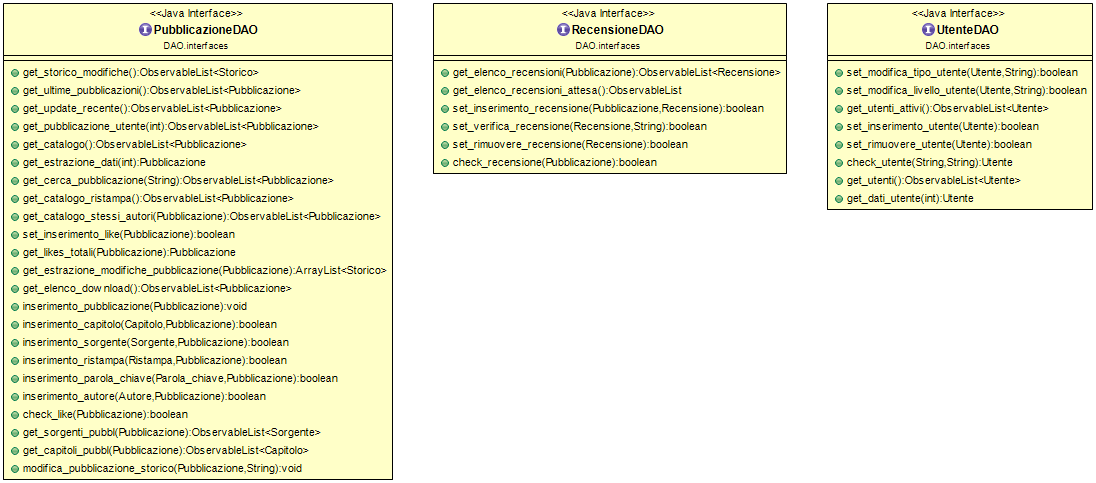 <<Java Interface>>
PubblicazioneDAO
DAO.interfaces
get_storico_modifiche():ObservableList<Storico>
get_ultime_pubblicazioni():ObservableList<Pubblicazione>
get_update_recente():ObservableList<Pubblicazione>
get_pubblicazione_utente(int):ObservableList<Pubblicazione>
get_catalogo():ObservableList<Pubblicazione>
get_estrazione_dati(int):Pubblicazione
get_cerca_pubblicazione(String):ObservableList<Pubblicazione>
get_catalogo_ristampa():ObservableList<Pubblicazione>
get_catalogo_stessi_autori(Pubblicazione):ObservableList<Pubblicazione>
set_inserimento_like(Pubblicazione):boolean
get_likes_totali(Pubblicazione):Pubblicazione
get_estrazione_modifiche_pubblicazione(Pubblicazione):ArrayList<Storico>
get_elenco_download():ObservableList<Pubblicazione>
inserimento_pubblicazione(Pubblicazione):void
inserimento_capitolo(Capitolo,Pubblicazione):boolean
inserimento_sorgente(Sorgente,Pubblicazione):boolean
inserimento_ristampa(Ristampa,Pubblicazione):boolean
inserimento_parola_chiave(Parola_chiave,Pubblicazione):boolean
inserimento_autore(Autore,Pubblicazione):boolean
check_like(Pubblicazione):boolean
get_sorgenti_pubbl(Pubblicazione):ObservableList<Sorgente>
get_capitoli_pubbl(Pubblicazione):ObservableList<Capitolo>
modifica_pubblicazione_storico(Pubblicazione,String):void
<<Java Interface>>
RecensioneDAO
DAO.interfaces
get_elenco_recensioni(Pubblicazione):ObservableList<Recensione>
get_elenco_recensioni_attesa():ObservableList
set_inserimento_recensione(Pubblicazione,Recensione):boolean
set_verifica_recensione(Recensione,String):boolean
set_rimuovere_recensione(Recensione):boolean
check_recensione(Pubblicazione):boolean
<<Java Interface>>
UtenteDAO
DAO.interfaces
set_modifica_tipo_utente(Utente,String):boolean
set_modifica_livello_utente(Utente,String):boolean
get_utenti_attivi():ObservableList<Utente>
set_inserimento_utente(Utente):boolean
set_rimuovere_utente(Utente):boolean
check_utente(String,String):Utente
get_utenti():ObservableList<Utente>
get_dati_utente(int):Utente